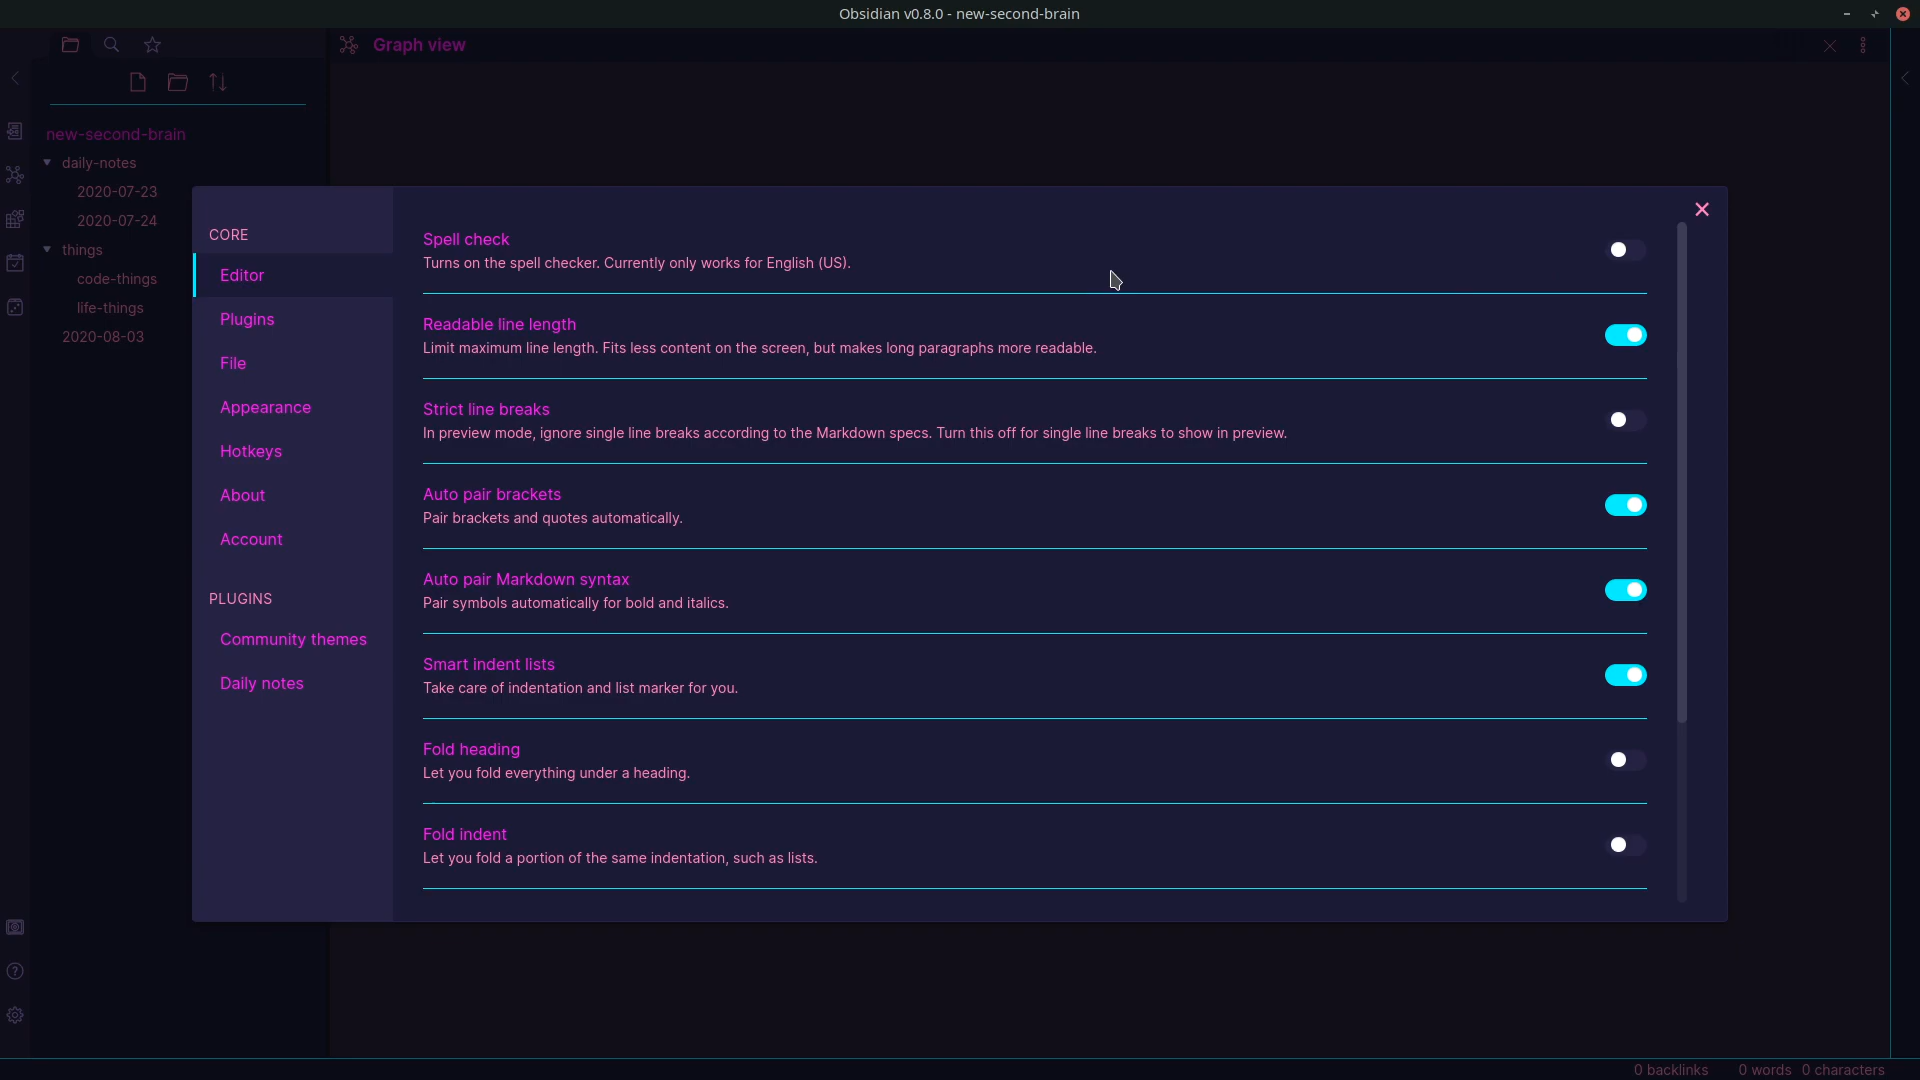 Obsidian v0.8.0 - new-second-brain
Graph view
new-second-brain
daily-notes
2020-07-23
2020-07-24
things
code-things
life-things
2020-08-03
CORE
Editor
Plugins
File
Appearance
Hotkeys
About
Account
PLUGINS
Community themes
Daily notes
Spell check
Turns on the spell checker. Currently only works for English (US).
Readable line length
Limit maximum line length. Fits less content on the screen, but makes long paragraphs more readable.
Strict line breaks
In preview mode, ignore single line breaks according to the Markdown specs. Turn this off for single line breaks to show in preview.
Auto pair brackets
Pair brackets and quotes automatically.
Auto pair Markdown syntax
Pair symbols automatically for bold and italics.
Smart indent lists
Take care of indentation and list marker for you.
Fold heading
Let you fold everything under a heading.
Fold indent
Let you fold a portion of the same indentation, such as lists.
0 backlinks 0 words 0 characters